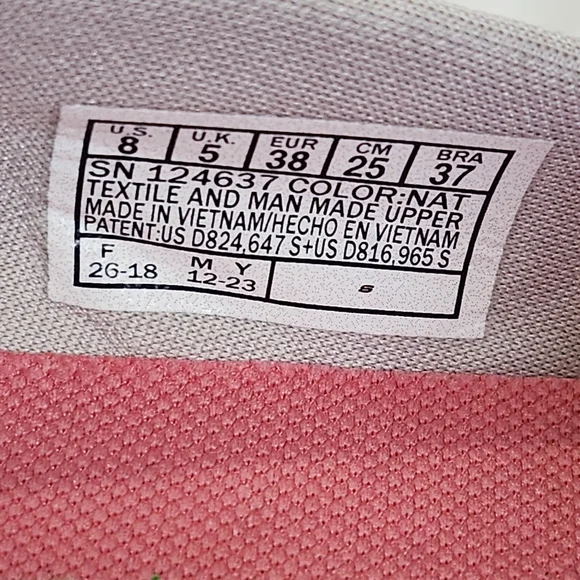 U.S. U.K. EUR CM BRA
8 5 38 25 37
SN 124637 COLOR:NAT
TEXTILE AND MAN MADE UPPER
MADE IN VIETNAM/HECHO EN VIETNAM
PATENT:US D824,647 S+US D816,965 S
F M Y
26-18 12-23